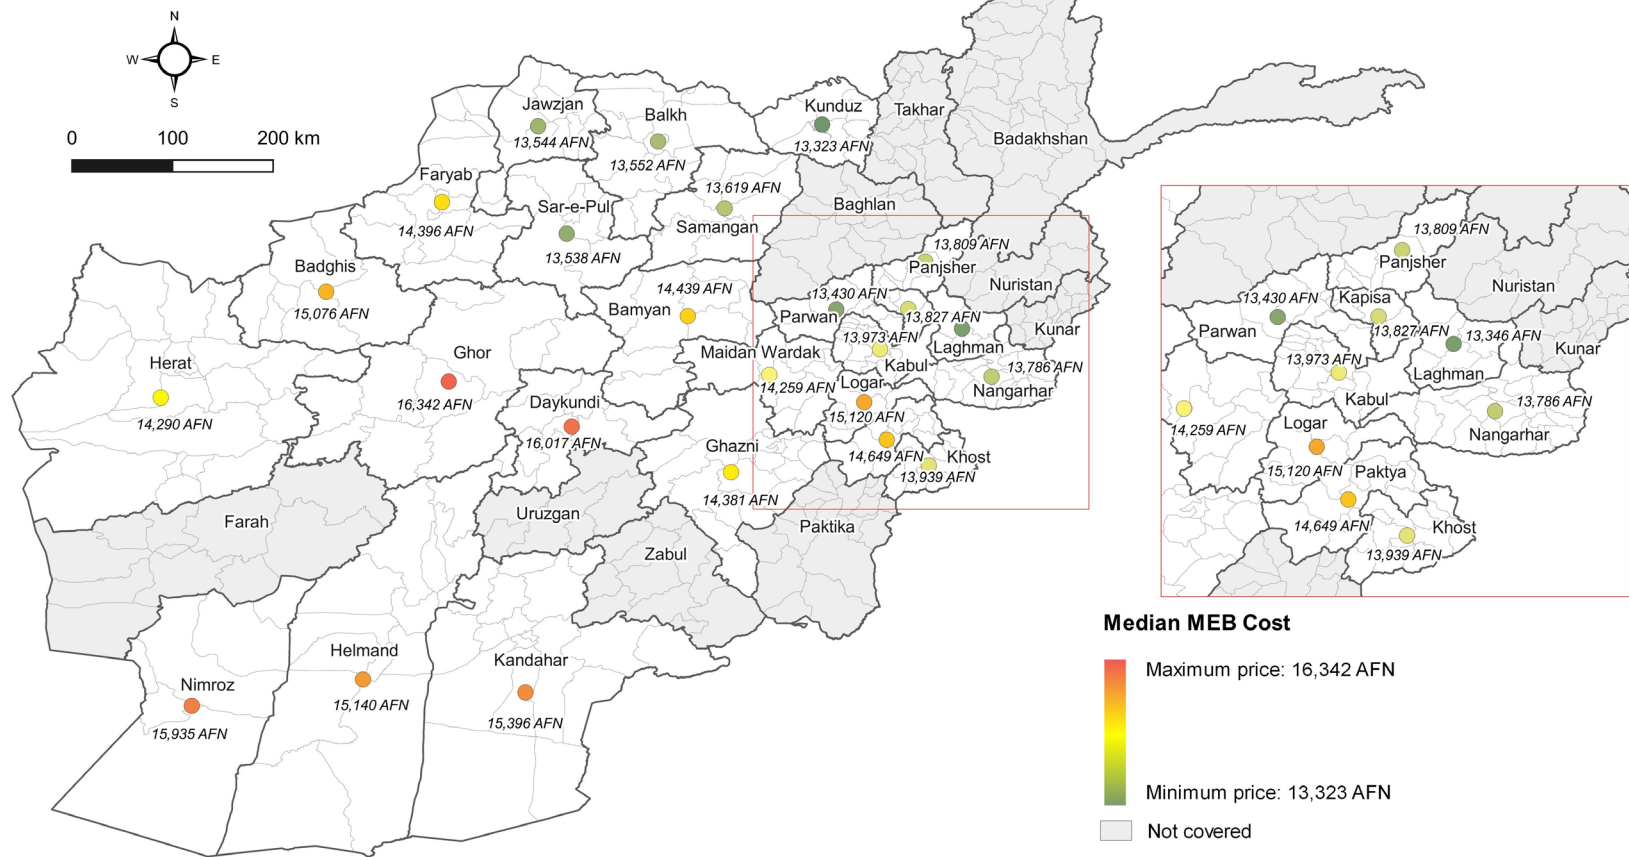 N
W E
S
0 100 200 km
Jawzjan
13,544 AFN
Balkh
13,552 AFN
Kunduz
13,323 AFN
Takhar
Badakhshan
Faryab
14,396 AFN
Sar-e-Pul
13,538 AFN
13,619 AFN
Samangan
Baghlan
Badghis
15,076 AFN
14,439 AFN
Bamyan
13,809 AFN
Panjsher
Nuristan
13,430 AFN
Parwan
13,827 AFN
Kunar
Laghman
13,973 AFN
Kabul
Maidan Wardak
14,259 AFN
13,786 AFN
Nangarhar
Herat
14,290 AFN
Ghor
16,342 AFN
Daykundi
16,017 AFN
Logar
15,120 AFN
14,649 AFN
Khost
13,939 AFN
Ghazni
14,381 AFN
Farah
Uruzgan
Zabul
Paktika
Nimroz
15,935 AFN
Helmand
15,140 AFN
Kandahar
15,396 AFN
13,809 AFN
Panjsher
Nuristan
13,430 AFN
Parwan
Kapisa
13,827 AFN
13,346 AFN
Laghman
Kunar
13,973 AFN
Kabul
14,259 AFN
13,786 AFN
Nangarhar
Logar
15,120 AFN
Paktya
14,649 AFN
Khost
13,939 AFN
Median MEB Cost
Maximum price: 16,342 AFN
Minimum price: 13,323 AFN
Not covered